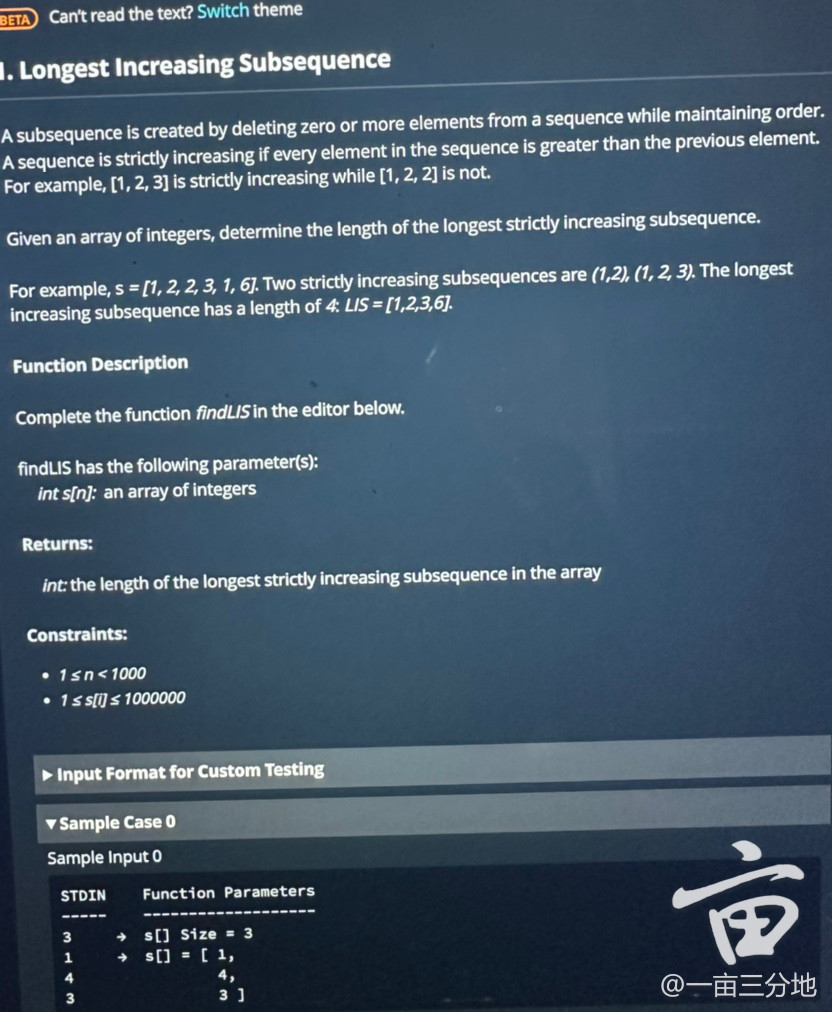 BETA Can't read the text? Switch theme
1. Longest Increasing Subsequence
A subsequence is created by deleting zero or more elements from a sequence while maintaining order.
A sequence is strictly increasing if every element in the sequence is greater than the previous element.
For example, [1, 2, 3] is strictly increasing while [1, 2, 2] is not.
Given an array of integers, determine the length of the longest strictly increasing subsequence.
For example, s = [1, 2, 2, 3, 1, 6]. Two strictly increasing subsequences are (1,2), (1, 2, 3). The longest
increasing subsequence has a length of 4: LIS = [1,2,3,6].
Function Description
Complete the function findLIS in the editor below.
findLIS has the following parameter(s):
int s[n]: an array of integers
Returns:
int: the length of the longest strictly increasing subsequence in the array
Constraints:
• 1 ≤ n < 1000
• 1 ≤ s[i] ≤ 1000000
▶ Input Format for Custom Testing
▼ Sample Case 0
Sample Input 0
STDIN Function Parameters
----- --------------------
3 → s[] Size = 3
1 → s[] = [ 1,
4 4,
3 3 ]
亩
@一亩三分地